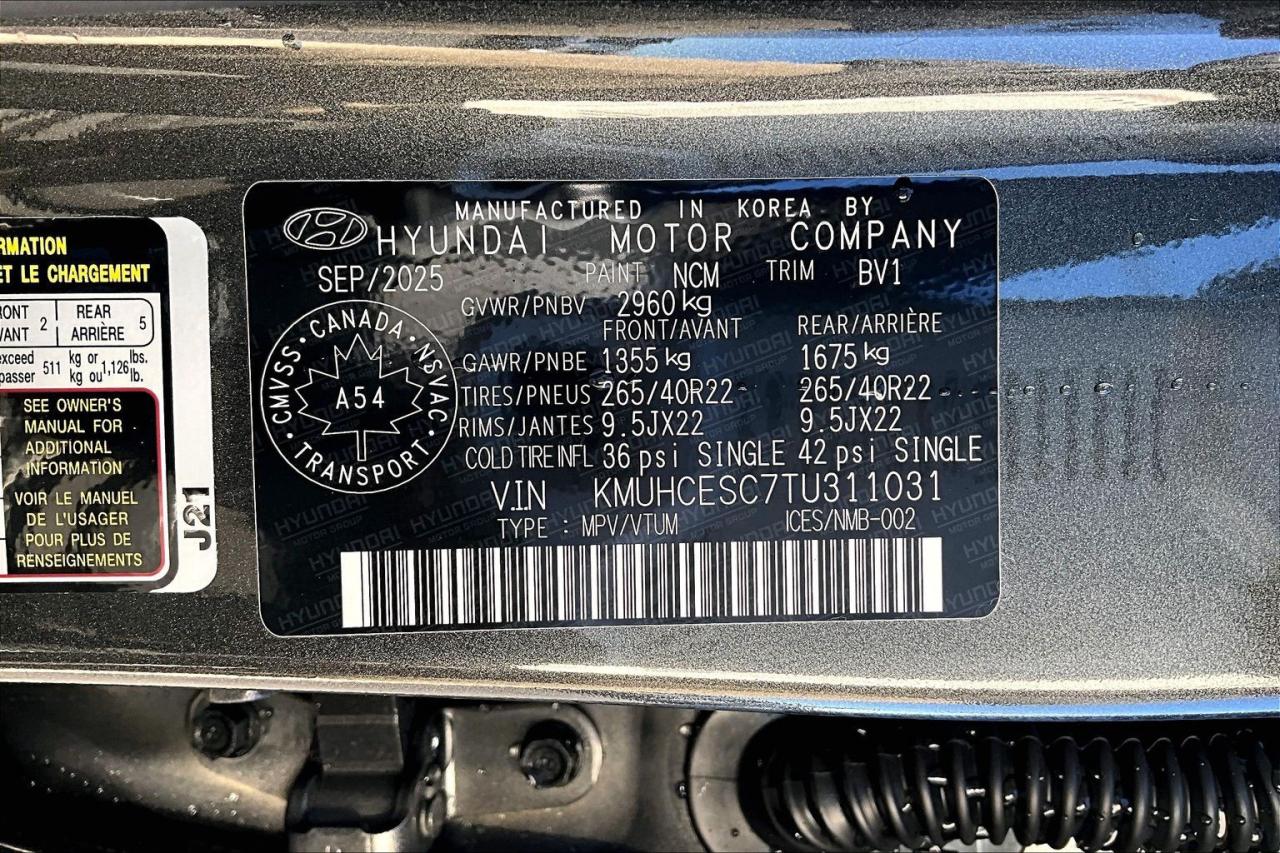 RMATION
ET LE CHARGEMENT
RONT 2 REAR 5
VANT ARRIÈRE
exceed 511 kg or 1,126 lbs.
passer kg ou lb.
SEE OWNER'S
MANUAL FOR
ADDITIONAL
INFORMATION
VOIR LE MANUEL
DE L'USAGER
POUR PLUS DE
RENSEIGNEMENTS
J21
MANUFACTURED IN KOREA BY
HYUNDAI MOTOR COMPANY
SEP/2025 PAINT NCM TRIM BV1
GVWR/PNBV 2960 kg
FRONT/AVANT REAR/ARRIÈRE
GAWR/PNBE 1355 kg 1675 kg
TIRES/PNEUS 265/40R22 265/40R22
RIMS/JANTES 9.5JX22 9.5JX22
COLD TIRE INFL 36 psi SINGLE 42 psi SINGLE
V.I.N KMUHCESC7TU311031
TYPE : MPV/VTUM ICES/NMB-002
CANADA
CMVSS · NSVAC
A54
TRANSPORT
HYUNDAI
MOTOR GROUP